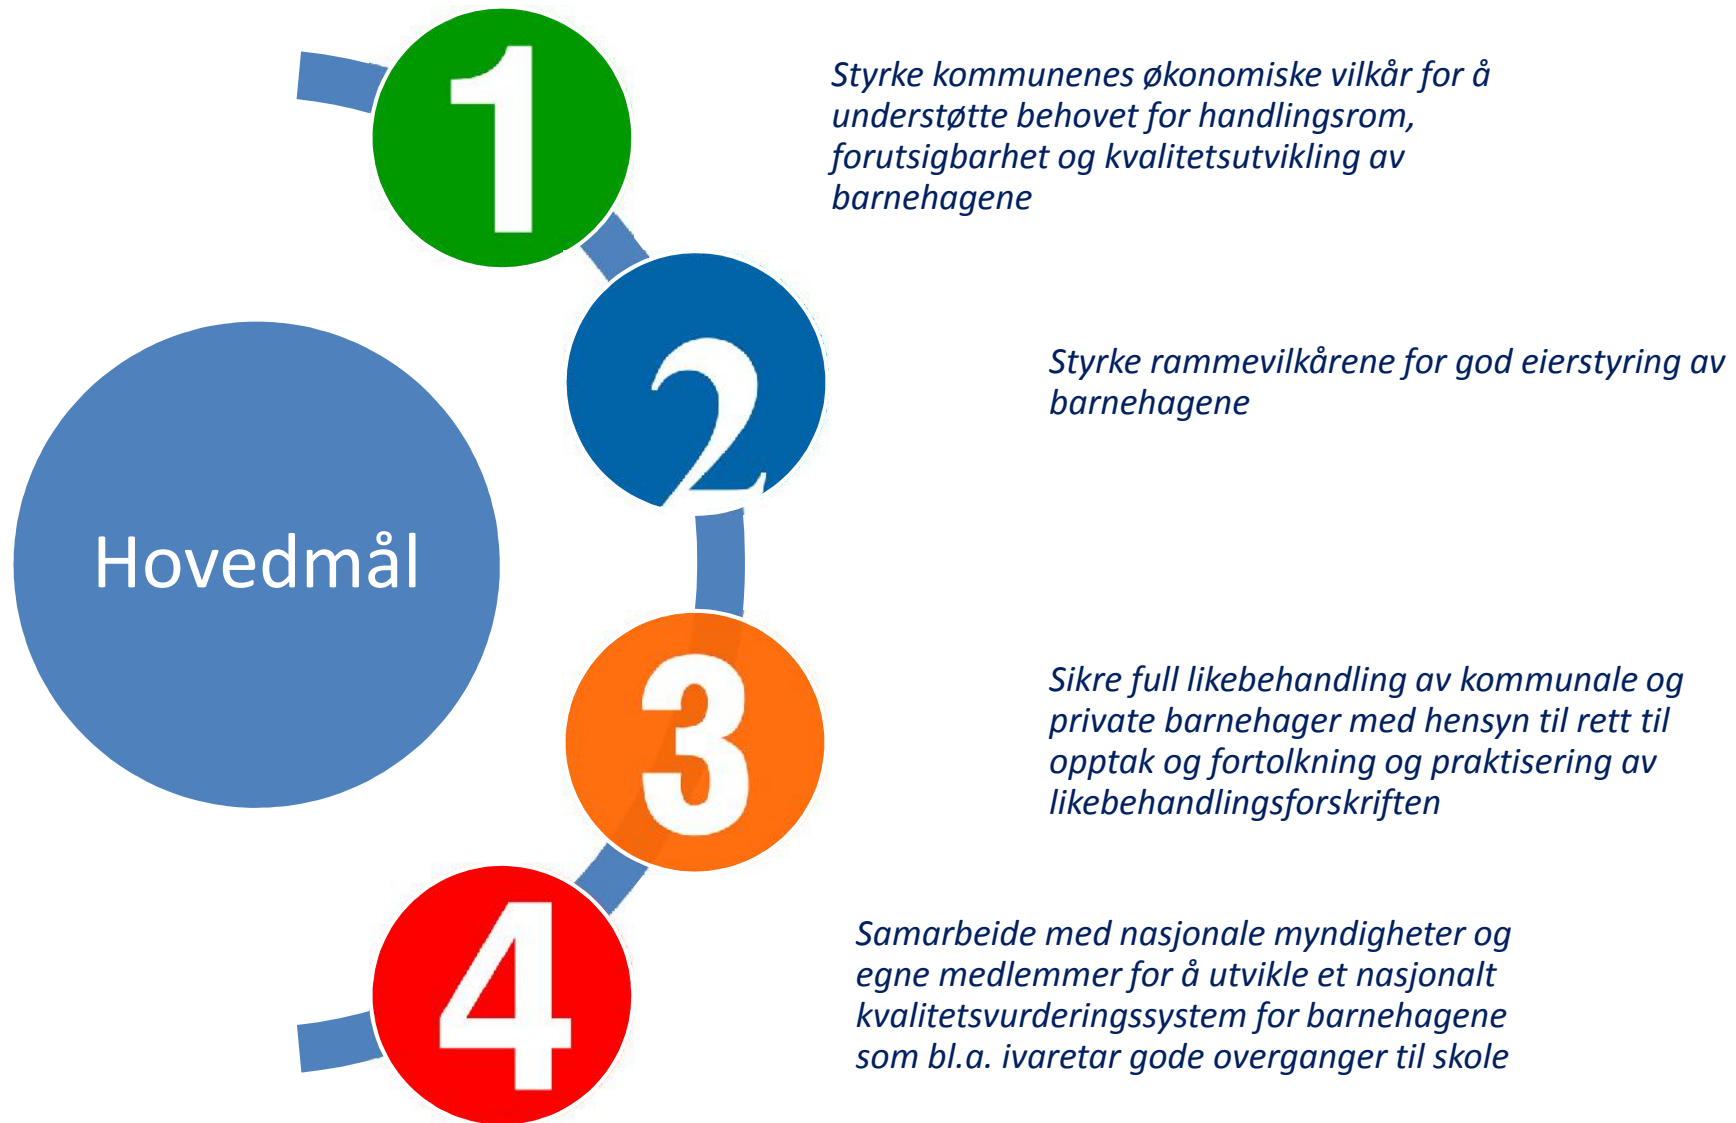 Hovedmål
1
Styrke kommunenes økonomiske vilkår for å
understøtte behovet for handlingsrom,
forutsigbarhet og kvalitetsutvikling av
barnehagene
2
Styrke rammevilkårene for god eierstyring av
barnehagene
3
Sikre full likebehandling av kommunale og
private barnehager med hensyn til rett til
opptak og fortolkning og praktisering av
likebehandlingsforskriften
4
Samarbeide med nasjonale myndigheter og
egne medlemmer for å utvikle et nasjonalt
kvalitetsvurderingssystem for barnehagene
som bl.a. ivaretar gode overganger til skole